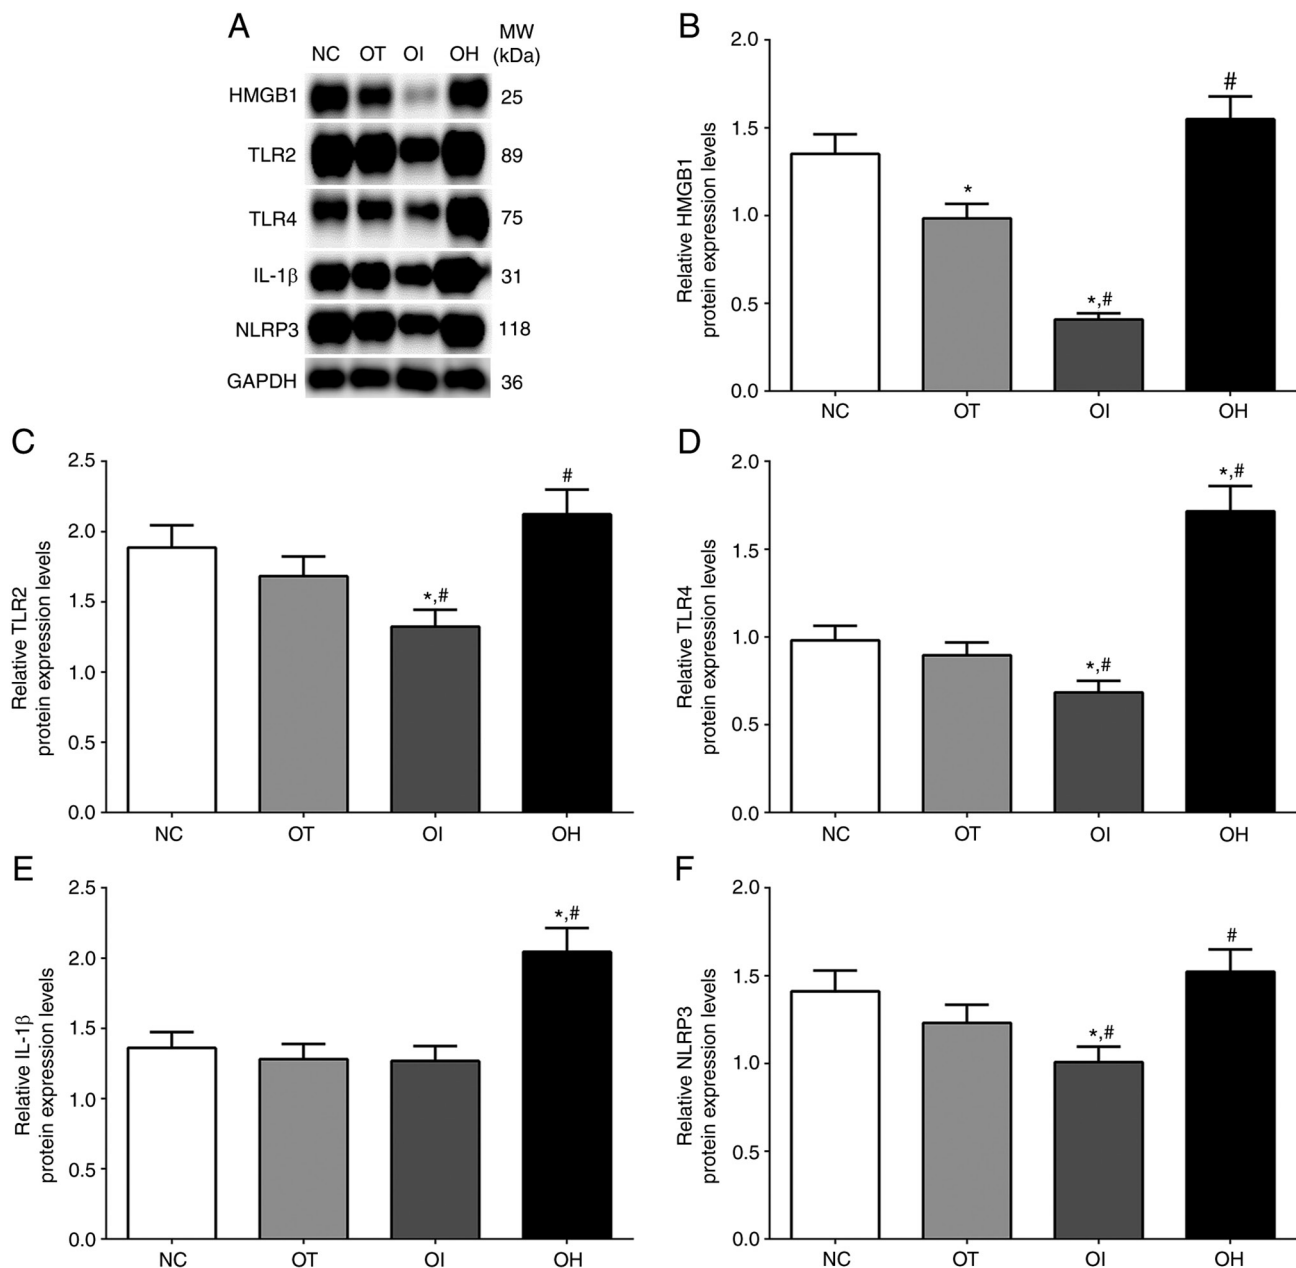 A
NC OT OI OH MW (kDa)
HMGB1 25
TLR2 89
TLR4 75
IL-1β 31
NLRP3 118
GAPDH 36
B
Relative HMGB1
protein expression levels
2.0
1.5
1.0
0.5
0.0
*
*,#
#
NC OT OI OH
C
Relative TLR2
protein expression levels
2.5
2.0
1.5
1.0
0.5
0.0
*,#
#
NC OT OI OH
D
Relative TLR4
protein expression levels
2.0
1.5
1.0
0.5
0.0
*,#
*,#
NC OT OI OH
E
Relative IL-1β
protein expression levels
2.5
2.0
1.5
1.0
0.5
0.0
*,#
NC OT OI OH
F
Relative NLRP3
protein expression levels
2.0
1.5
1.0
0.5
0.0
*,#
#
NC OT OI OH